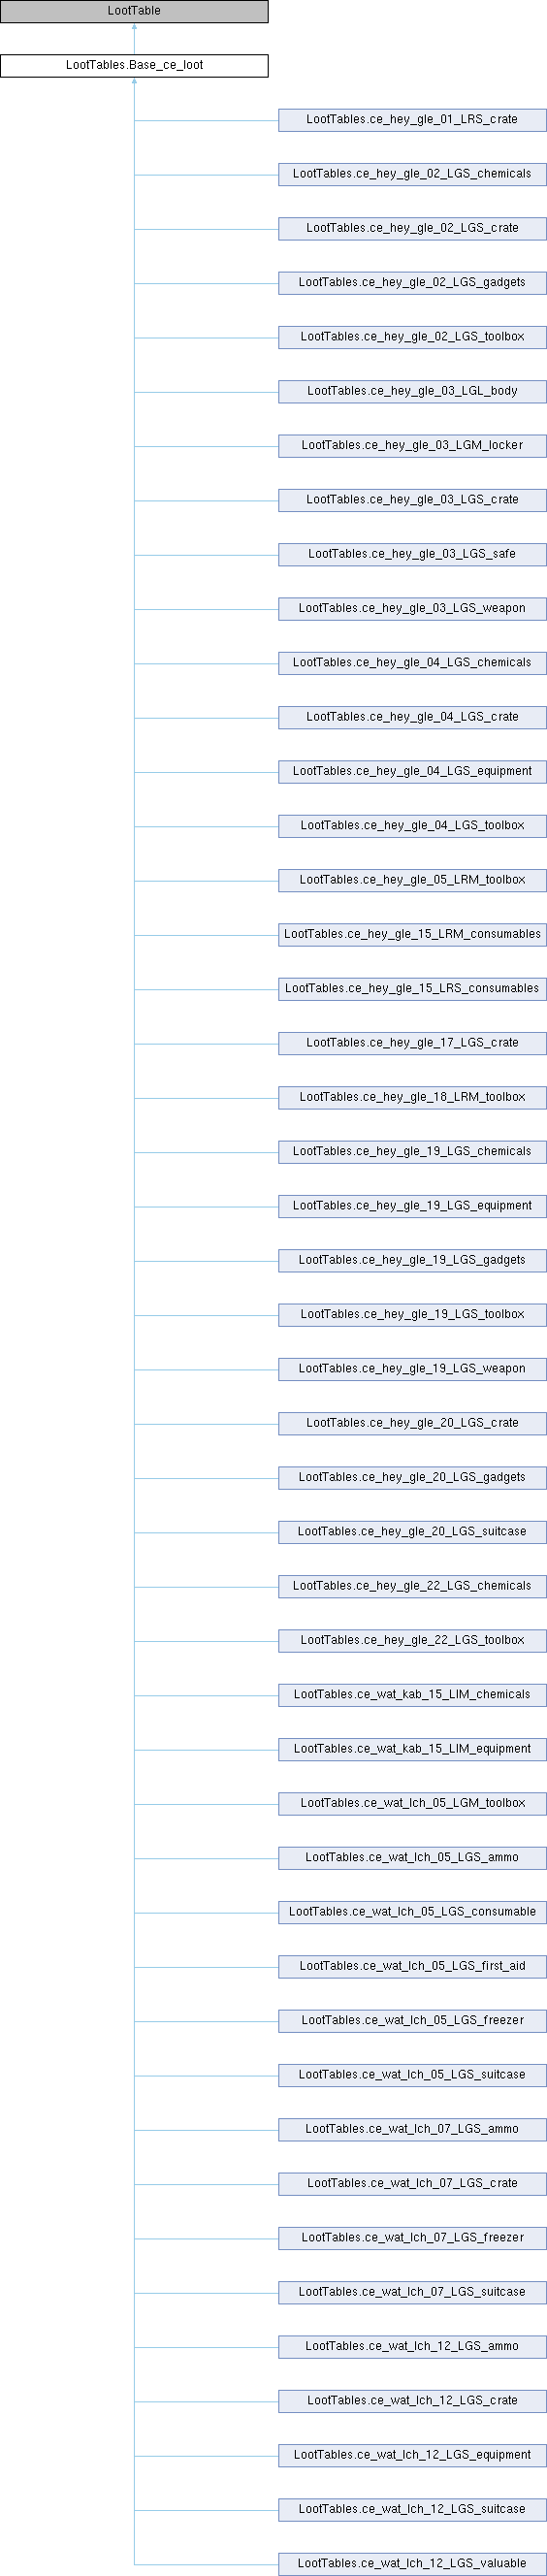 LootTable
LootTables.Base_ce_loot
LootTables.ce_hey_gle_01_LRS_crate
LootTables.ce_hey_gle_02_LGS_chemicals
LootTables.ce_hey_gle_02_LGS_crate
LootTables.ce_hey_gle_02_LGS_gadgets
LootTables.ce_hey_gle_02_LGS_toolbox
LootTables.ce_hey_gle_03_LGL_body
LootTables.ce_hey_gle_03_LGM_locker
LootTables.ce_hey_gle_03_LGS_crate
LootTables.ce_hey_gle_03_LGS_safe
LootTables.ce_hey_gle_03_LGS_weapon
LootTables.ce_hey_gle_04_LGS_chemicals
LootTables.ce_hey_gle_04_LGS_crate
LootTables.ce_hey_gle_04_LGS_equipment
LootTables.ce_hey_gle_04_LGS_toolbox
LootTables.ce_hey_gle_05_LRM_toolbox
LootTables.ce_hey_gle_15_LRM_consumables
LootTables.ce_hey_gle_15_LRS_consumables
LootTables.ce_hey_gle_17_LGS_crate
LootTables.ce_hey_gle_18_LRM_toolbox
LootTables.ce_hey_gle_19_LGS_chemicals
LootTables.ce_hey_gle_19_LGS_equipment
LootTables.ce_hey_gle_19_LGS_gadgets
LootTables.ce_hey_gle_19_LGS_toolbox
LootTables.ce_hey_gle_19_LGS_weapon
LootTables.ce_hey_gle_20_LGS_crate
LootTables.ce_hey_gle_20_LGS_gadgets
LootTables.ce_hey_gle_20_LGS_suitcase
LootTables.ce_hey_gle_22_LGS_chemicals
LootTables.ce_hey_gle_22_LGS_toolbox
LootTables.ce_wat_kab_15_LIM_chemicals
LootTables.ce_wat_kab_15_LIM_equipment
LootTables.ce_wat_lch_05_LGM_toolbox
LootTables.ce_wat_lch_05_LGS_ammo
LootTables.ce_wat_lch_05_LGS_consumable
LootTables.ce_wat_lch_05_LGS_first_aid
LootTables.ce_wat_lch_05_LGS_freezer
LootTables.ce_wat_lch_05_LGS_suitcase
LootTables.ce_wat_lch_07_LGS_ammo
LootTables.ce_wat_lch_07_LGS_crate
LootTables.ce_wat_lch_07_LGS_freezer
LootTables.ce_wat_lch_07_LGS_suitcase
LootTables.ce_wat_lch_12_LGS_ammo
LootTables.ce_wat_lch_12_LGS_crate
LootTables.ce_wat_lch_12_LGS_equipment
LootTables.ce_wat_lch_12_LGS_suitcase
LootTables.ce_wat_lch_12_LGS_valuable